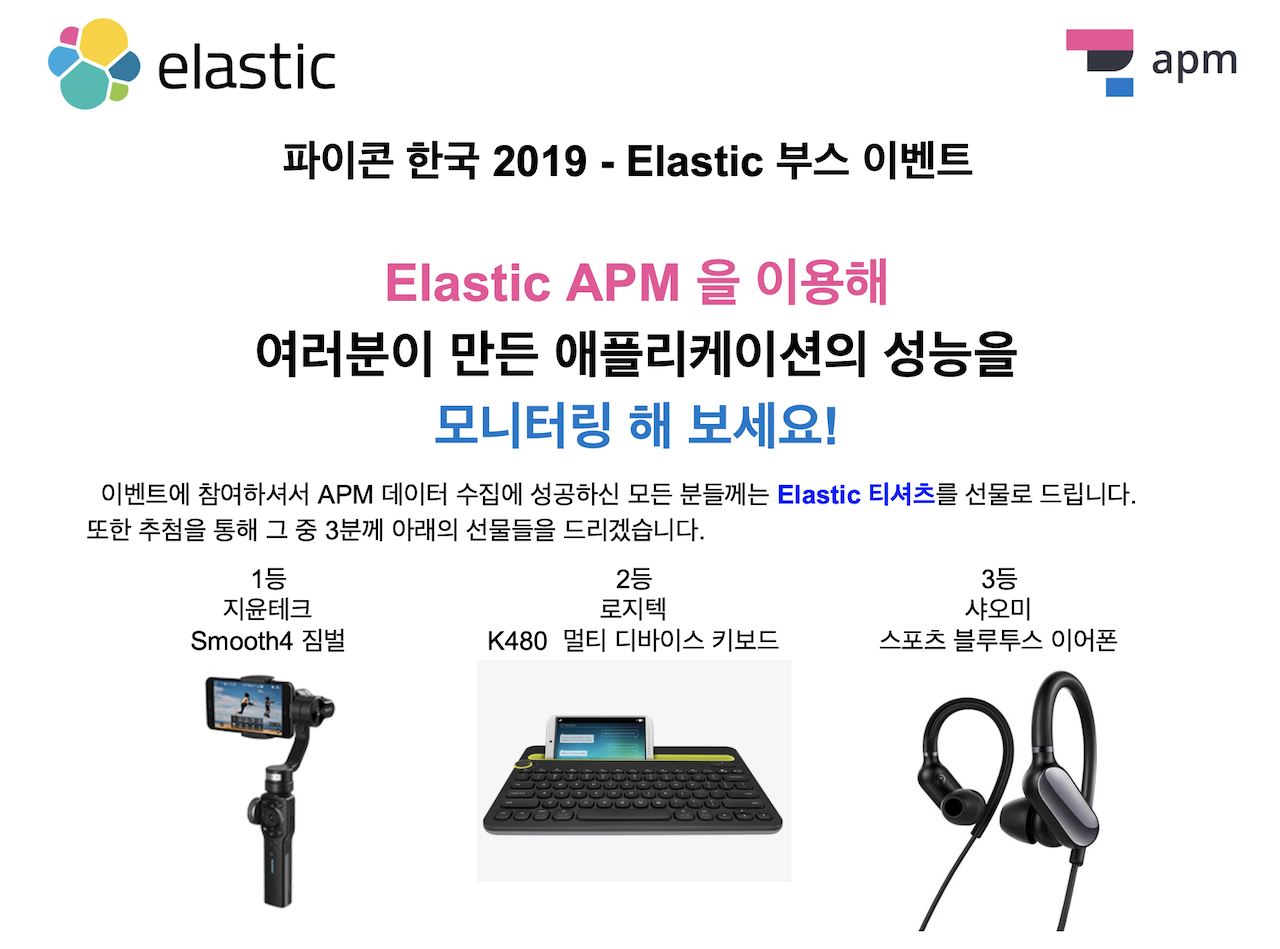 elastic
apm
파이콘 한국 2019 - Elastic 부스 이벤트
Elastic APM 을 이용해
여러분이 만든 애플리케이션의 성능을
모니터링 해 보세요!
이벤트에 참여하셔서 APM 데이터 수집에 성공하신 모든 분들께는 Elastic 티셔츠를 선물로 드립니다.
또한 추첨을 통해 그 중 3분께 아래의 선물들을 드리겠습니다.
1등
지윤테크
Smooth4 짐벌
2등
로지텍
K480 멀티 디바이스 키보드
3등
샤오미
스포츠 블루투스 이어폰